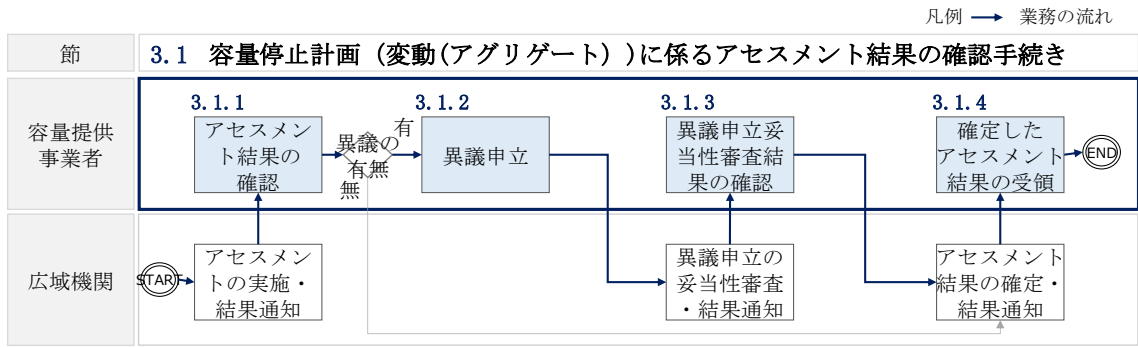 凡例 業務の流れ
節
3.1 容量停止計画（変動(アグリゲート））に係るアセスメント結果の確認手続き
容量提供
事業者
3.1.1
アセスメン
ト結果の
確認
異議の
有無
有
無
3.1.2
異議申立
3.1.3
異議申立妥
当性審査結
果の確認
3.1.4
確定した
アセスメント
結果の受領
END
広域機関
START
アセスメン
トの実施・
結果通知
異議申立の
妥当性審査
・結果通知
アセスメント
結果の確定・
結果通知